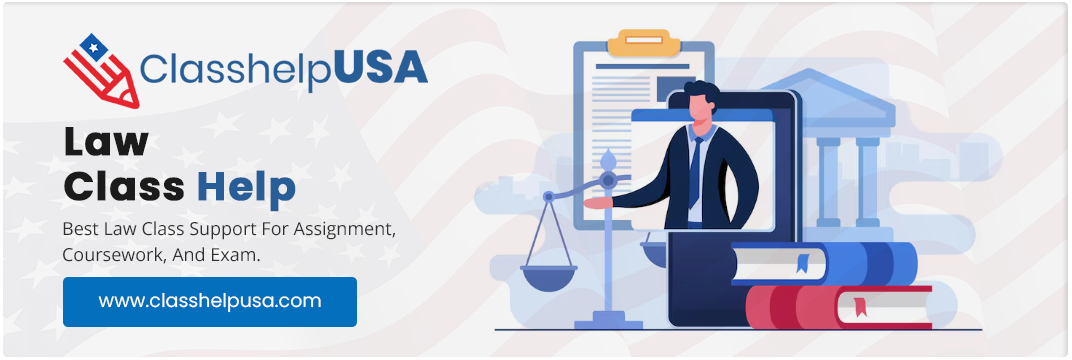 ClasshelpUSA
Law
Class Help
Best Law Class Support For Assignment,
Coursework, And Exam.
www.classhelpusa.com